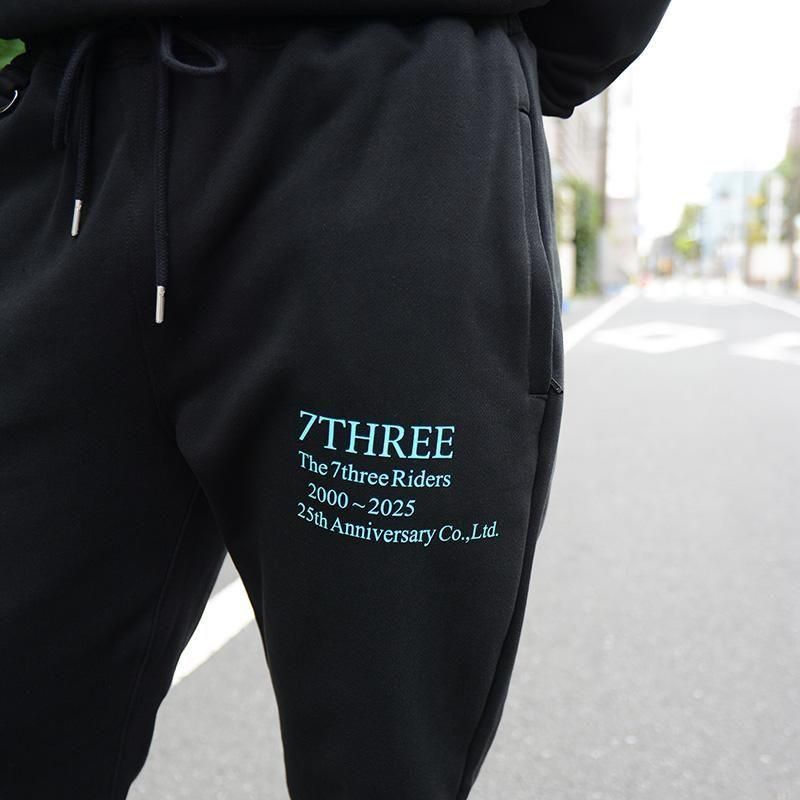 7THREE
The 7three Riders
2000~2025
25th Anniversary Co.,Ltd.